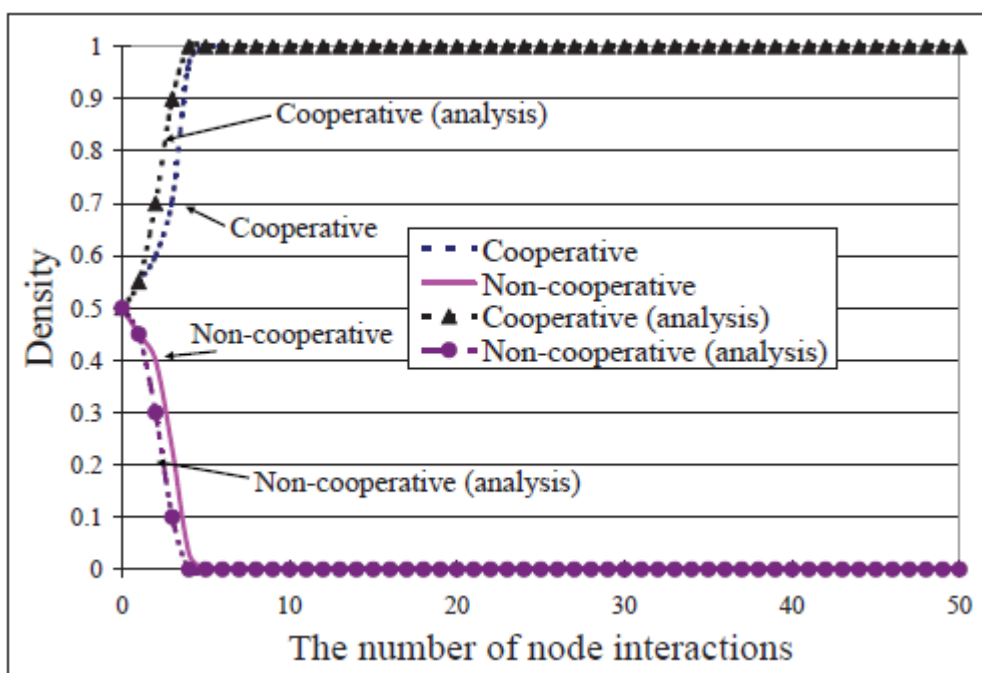 1
0.9
0.8
0.7
0.6
0.5
0.4
0.3
0.2
0.1
0
Density
Cooperative (analysis)
Cooperative
Non-cooperative
Non-cooperative (analysis)
Cooperative
Non-cooperative
Cooperative (analysis)
Non-cooperative (analysis)
0 10 20 30 40 50
The number of node interactions